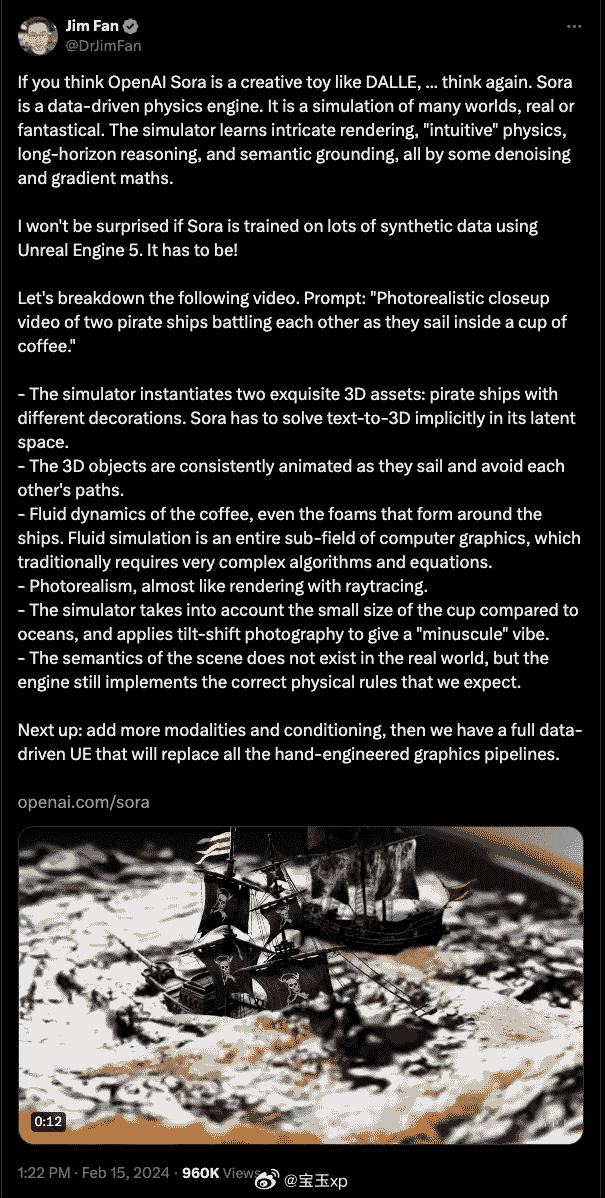 Jim Fan
@DrJimFan
If you think OpenAI Sora is a creative toy like DALLE, ... think again. Sora
is a data-driven physics engine. It is a simulation of many worlds, real or
fantastical. The simulator learns intricate rendering, "intuitive" physics,
long-horizon reasoning, and semantic grounding, all by some denoising
and gradient maths.
I won't be surprised if Sora is trained on lots of synthetic data using
Unreal Engine 5. It has to be!
Let's breakdown the following video. Prompt: "Photorealistic closeup
video of two pirate ships battling each other as they sail inside a cup of
coffee."
- The simulator instantiates two exquisite 3D assets: pirate ships with
different decorations. Sora has to solve text-to-3D implicitly in its latent
space.
- The 3D objects are consistently animated as they sail and avoid each
other's paths.
- Fluid dynamics of the coffee, even the foams that form around the
ships. Fluid simulation is an entire sub-field of computer graphics, which
traditionally requires very complex algorithms and equations.
- Photorealism, almost like rendering with raytracing.
- The simulator takes into account the small size of the cup compared to
oceans, and applies tilt-shift photography to give a "minuscule" vibe.
- The semantics of the scene does not exist in the real world, but the
engine still implements the correct physical rules that we expect.
Next up: add more modalities and conditioning, then we have a full data-
driven UE that will replace all the hand-engineered graphics pipelines.
openai.com/sora
0:12
1:22 PM · Feb 15, 2024 · 960K Views
@宝玉xp